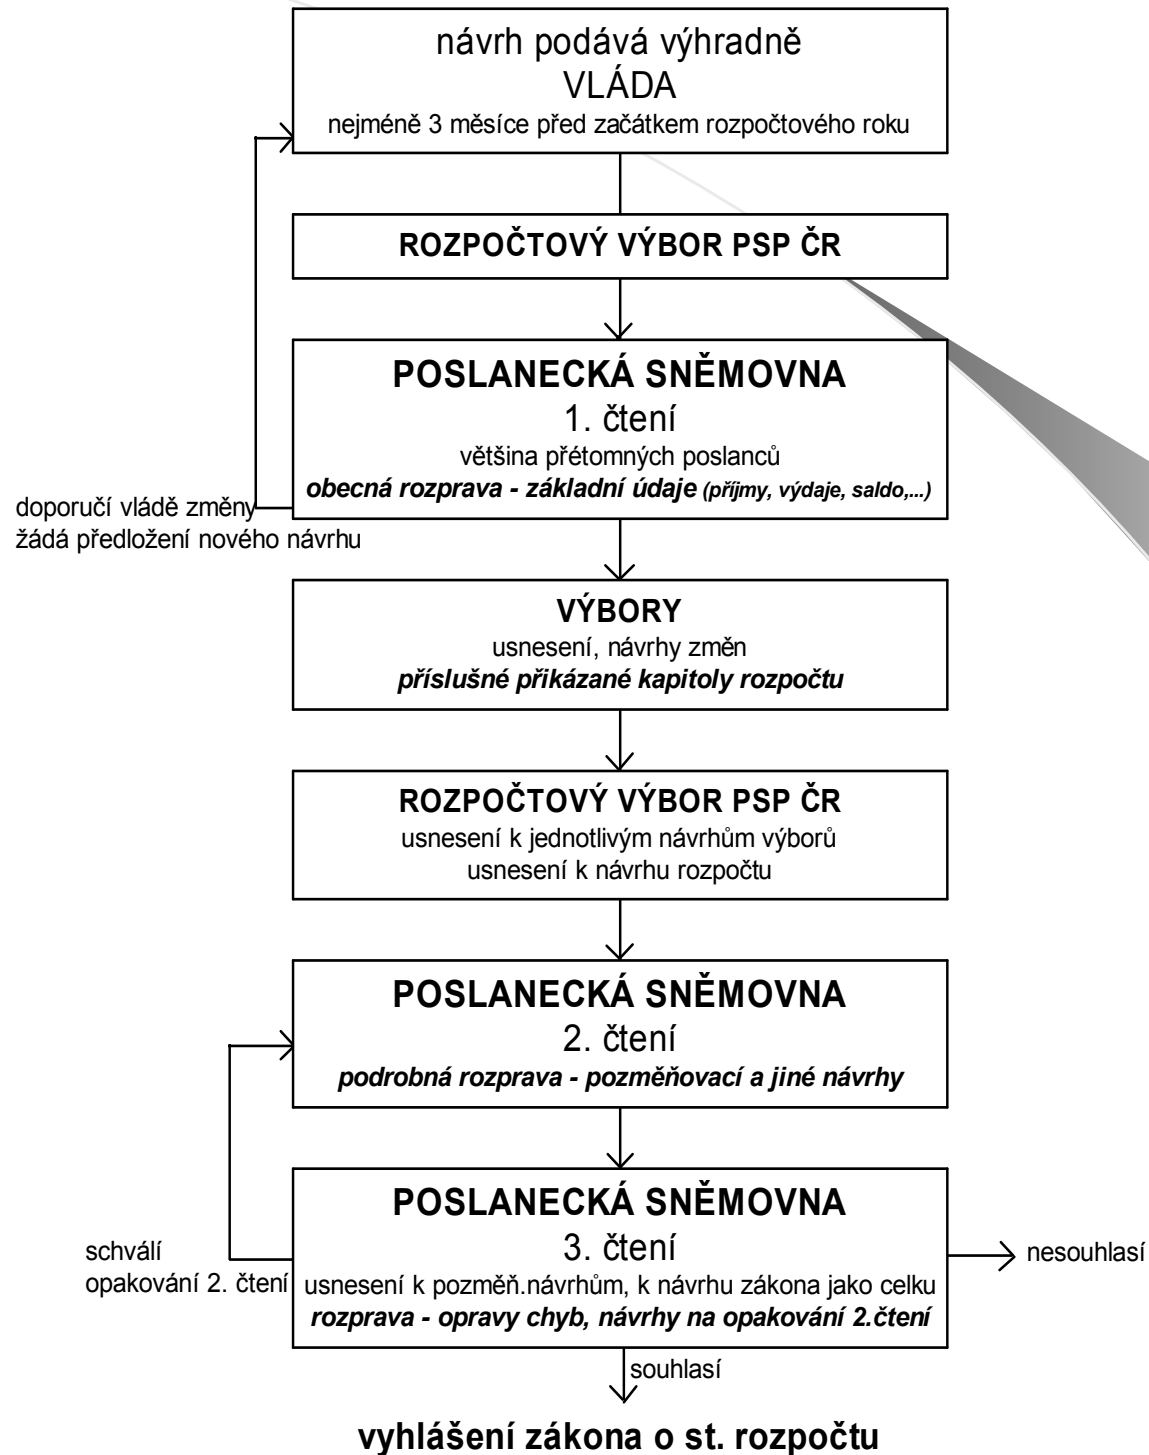 návrh podává výhradně
VLÁDA
nejméně 3 měsíce před začátkem rozpočtového roku
ROZPOČTOVÝ VÝBOR PSP ČR
POSLANECKÁ SNĚMOVNA
1. čtení
většina přétomných poslanců
obecná rozprava - základní údaje (příjmy, výdaje, saldo,...)
doporučí vládě změny
žádá předložení nového návrhu
VÝBORY
usnesení, návrhy změn
příslušné přikázané kapitoly rozpočtu
ROZPOČTOVÝ VÝBOR PSP ČR
usnesení k jednotlivým návrhům výborů
usnesení k návrhu rozpočtu
POSLANECKÁ SNĚMOVNA
2. čtení
podrobná rozprava - pozměňovací a jiné návrhy
POSLANECKÁ SNĚMOVNA
3. čtení
usnesení k pozměň.návrhům, k návrhu zákona jako celku
rozprava - opravy chyb, návrhy na opakování 2.čtení
schválí
opakování 2. čtení
nesouhlasí
souhlasí
vyhlášení zákona o st. rozpočtu